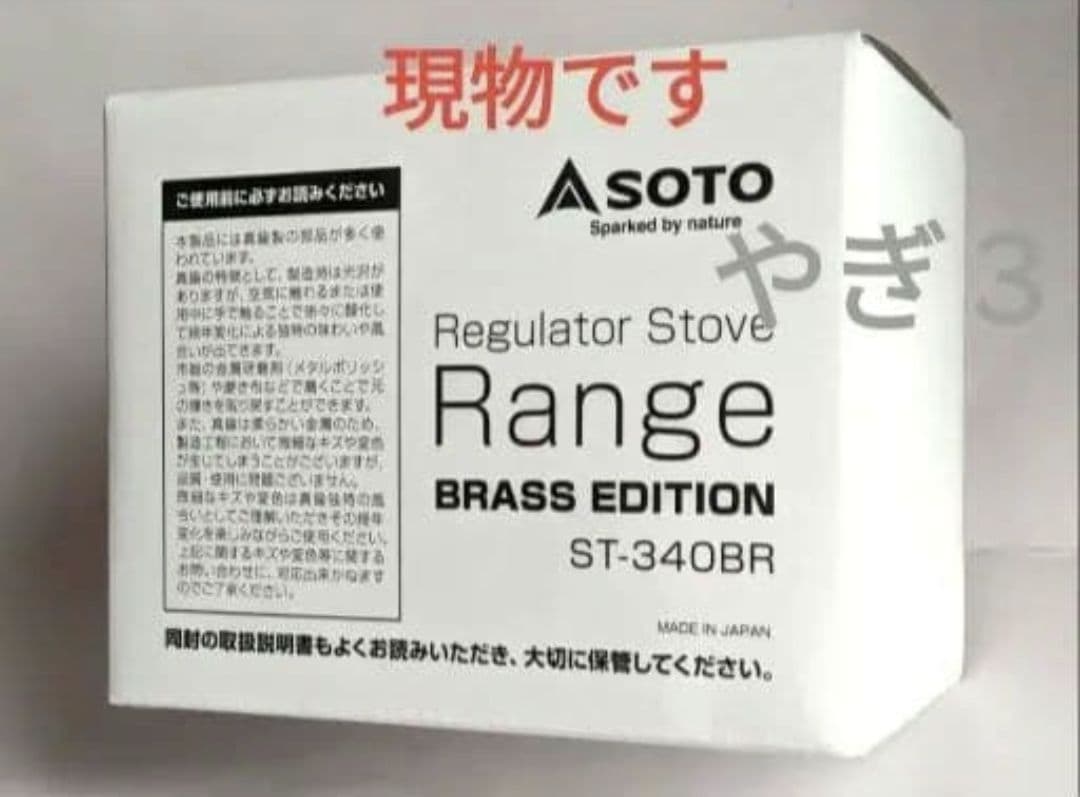 現物です
SOTO
Sparked by nature
やぎ3
ご使用前に必ずお読みください
本製品には真鍮製の部品が多く使
われています。
真鍮の特徴として、製造時は光沢が
ありますが、空気に触れるまたは使
用中に手で触ることで徐々に酸化し
て経年変化による独特の味わいや風
合いが出てきます。
市販の金属研磨剤(メタルポリッシ
ュ等)や磨き布などで磨くことで元
の輝きを取り戻すことができます。
また、真鍮は柔らかい金属のため、
製造工程において微細なキズや変色
が生じてしまうことがございますが、
品質・使用に問題ございません。
微細なキズや変色は真鍮独特の風
合いとしてご理解いただきその経年
変化を楽しみながらご使用ください。
上記に関するキズや変色等に関する
お問い合わせに、対応出来かねます
のでご了承ください。
Regulator Stove
Range
BRASS EDITION
ST-340BR
MADE IN JAPAN
同封の取扱説明書もよくお読みいただき、大切に保管してください。